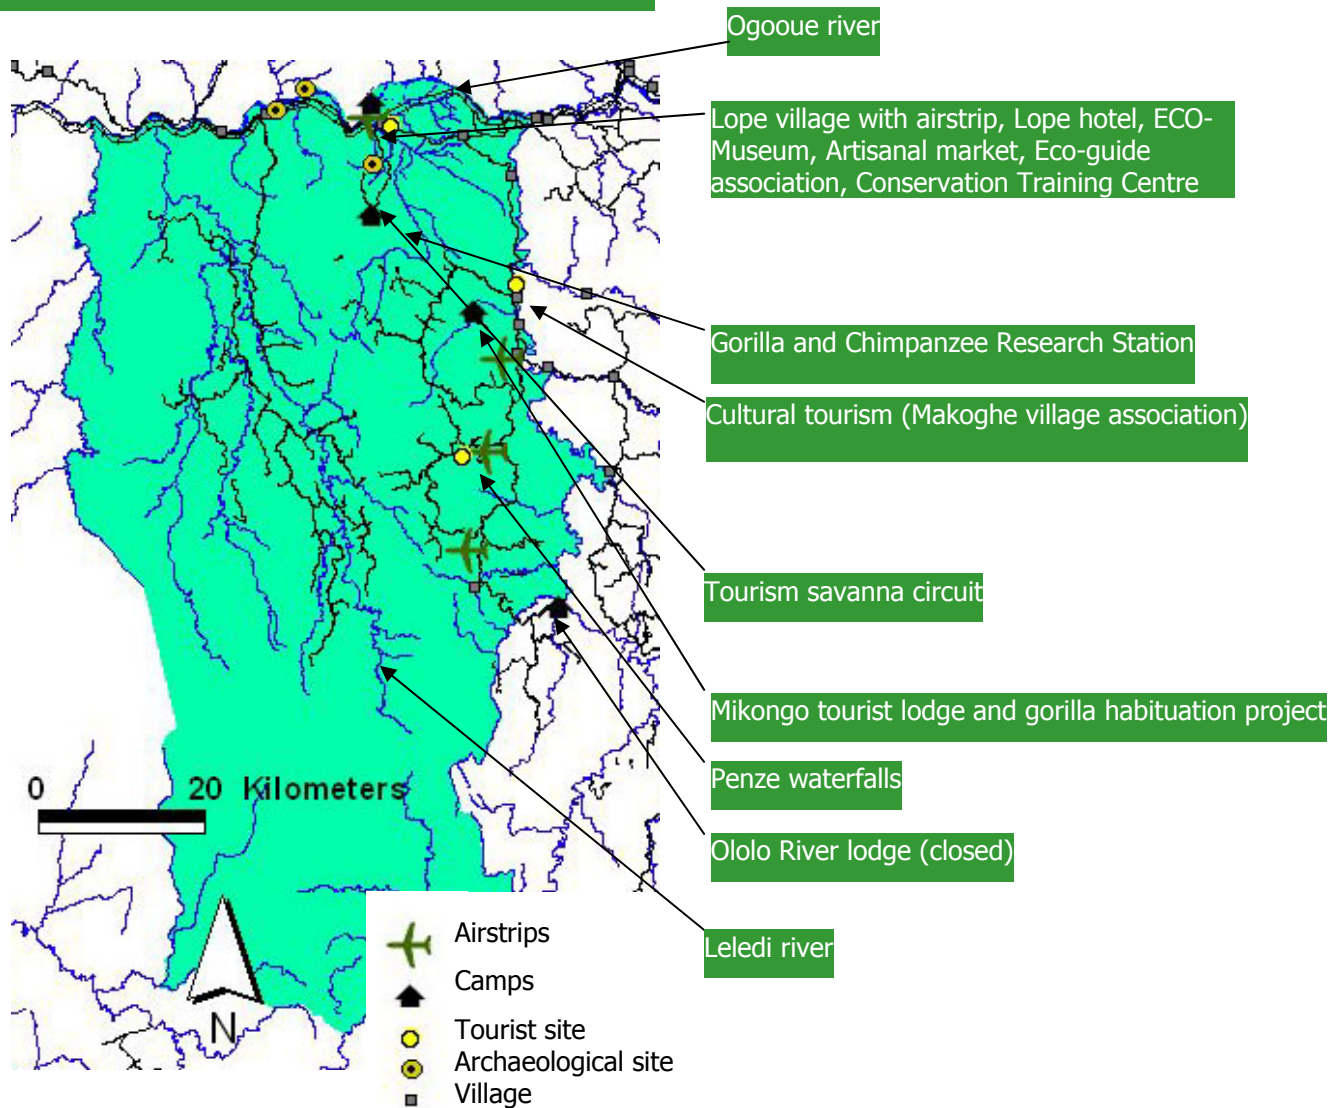 Ogooue river
Lope village with airstrip, Lope hotel, ECO-
Museum, Artisanal market, Eco-guide
association, Conservation Training Centre
Gorilla and Chimpanzee Research Station
Cultural tourism (Makoghe village association)
Tourism savanna circuit
Mikongo tourist lodge and gorilla habituation project
Penze waterfalls
Ololo River lodge (closed)
Leledi river
0 20 Kilometers
N
Airstrips
Camps
Tourist site
Archaeological site
Village